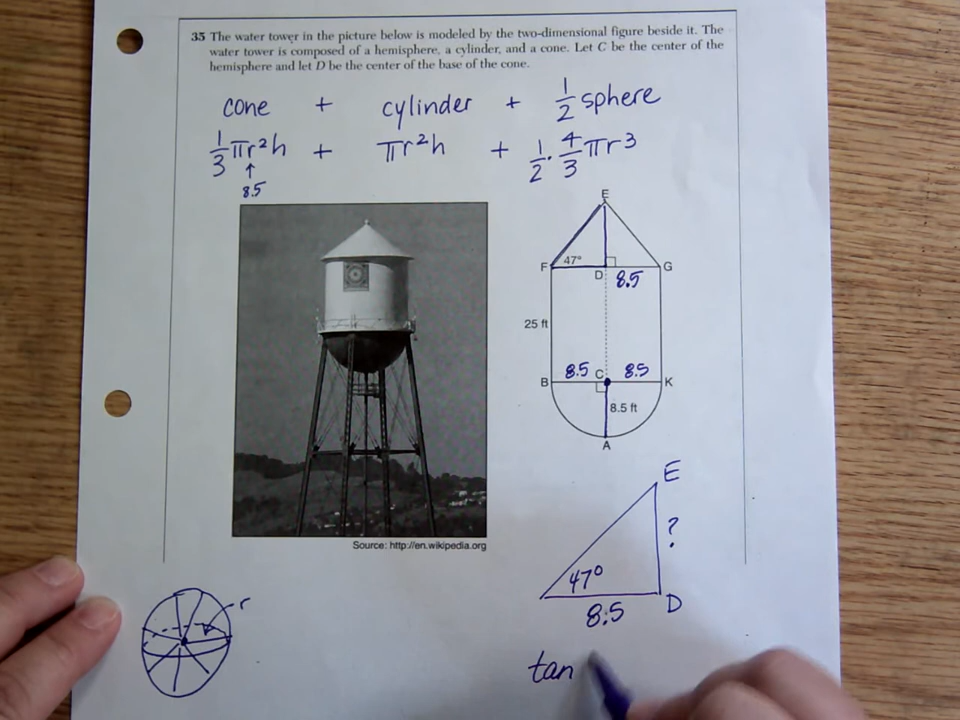 35 The water tower in the picture below is modeled by the two-dimensional figure beside it. The
water tower is composed of a hemisphere, a cylinder, and a cone. Let C be the center of the
hemisphere and let D be the center of the base of the cone.
cone + cylinder + 1/2 sphere
1/3 πr²h + πr²h + 1/2 · 4/3 πr³
↑
8.5
E
F 47° D 8.5 G
25 ft
B 8.5 C 8.5 K
8.5 ft
A
Source: http://en.wikipedia.org
E
?
47°
8.5 D
r
tan